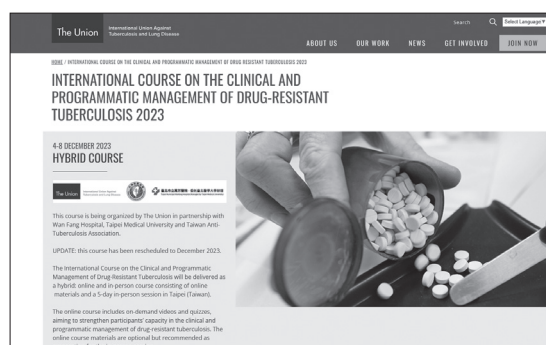 Search Select Language ▼
The Union
International Union Against
Tuberculosis and Lung Disease
ABOUT US OUR WORK NEWS GET INVOLVED JOIN NOW
HOME / INTERNATIONAL COURSE ON THE CLINICAL AND PROGRAMMATIC MANAGEMENT OF DRUG RESISTANT TUBERCULOSIS 2023
INTERNATIONAL COURSE ON THE CLINICAL AND
PROGRAMMATIC MANAGEMENT OF DRUG-RESISTANT
TUBERCULOSIS 2023
4-8 DECEMBER 2023
HYBRID COURSE
The Union
This course is being organized by The Union in partnership with
Wan Fang Hospital, Taipei Medical University and Taiwan Anti-
Tuberculosis Association.
UPDATE: this course has been rescheduled to December 2023.
The International Course on the Clinical and Programmatic
Management of Drug-Resistant Tuberculosis will be delivered as
a hybrid: online and in-person course consisting of online
materials and a 5-day in-person session in Taipei (Taiwan).
The online course includes on-demand videos and quizzes,
aiming to strengthen participants' capacity in the clinical and
programmatic management of drug-resistant tuberculosis. The
online course materials are optional but recommended as